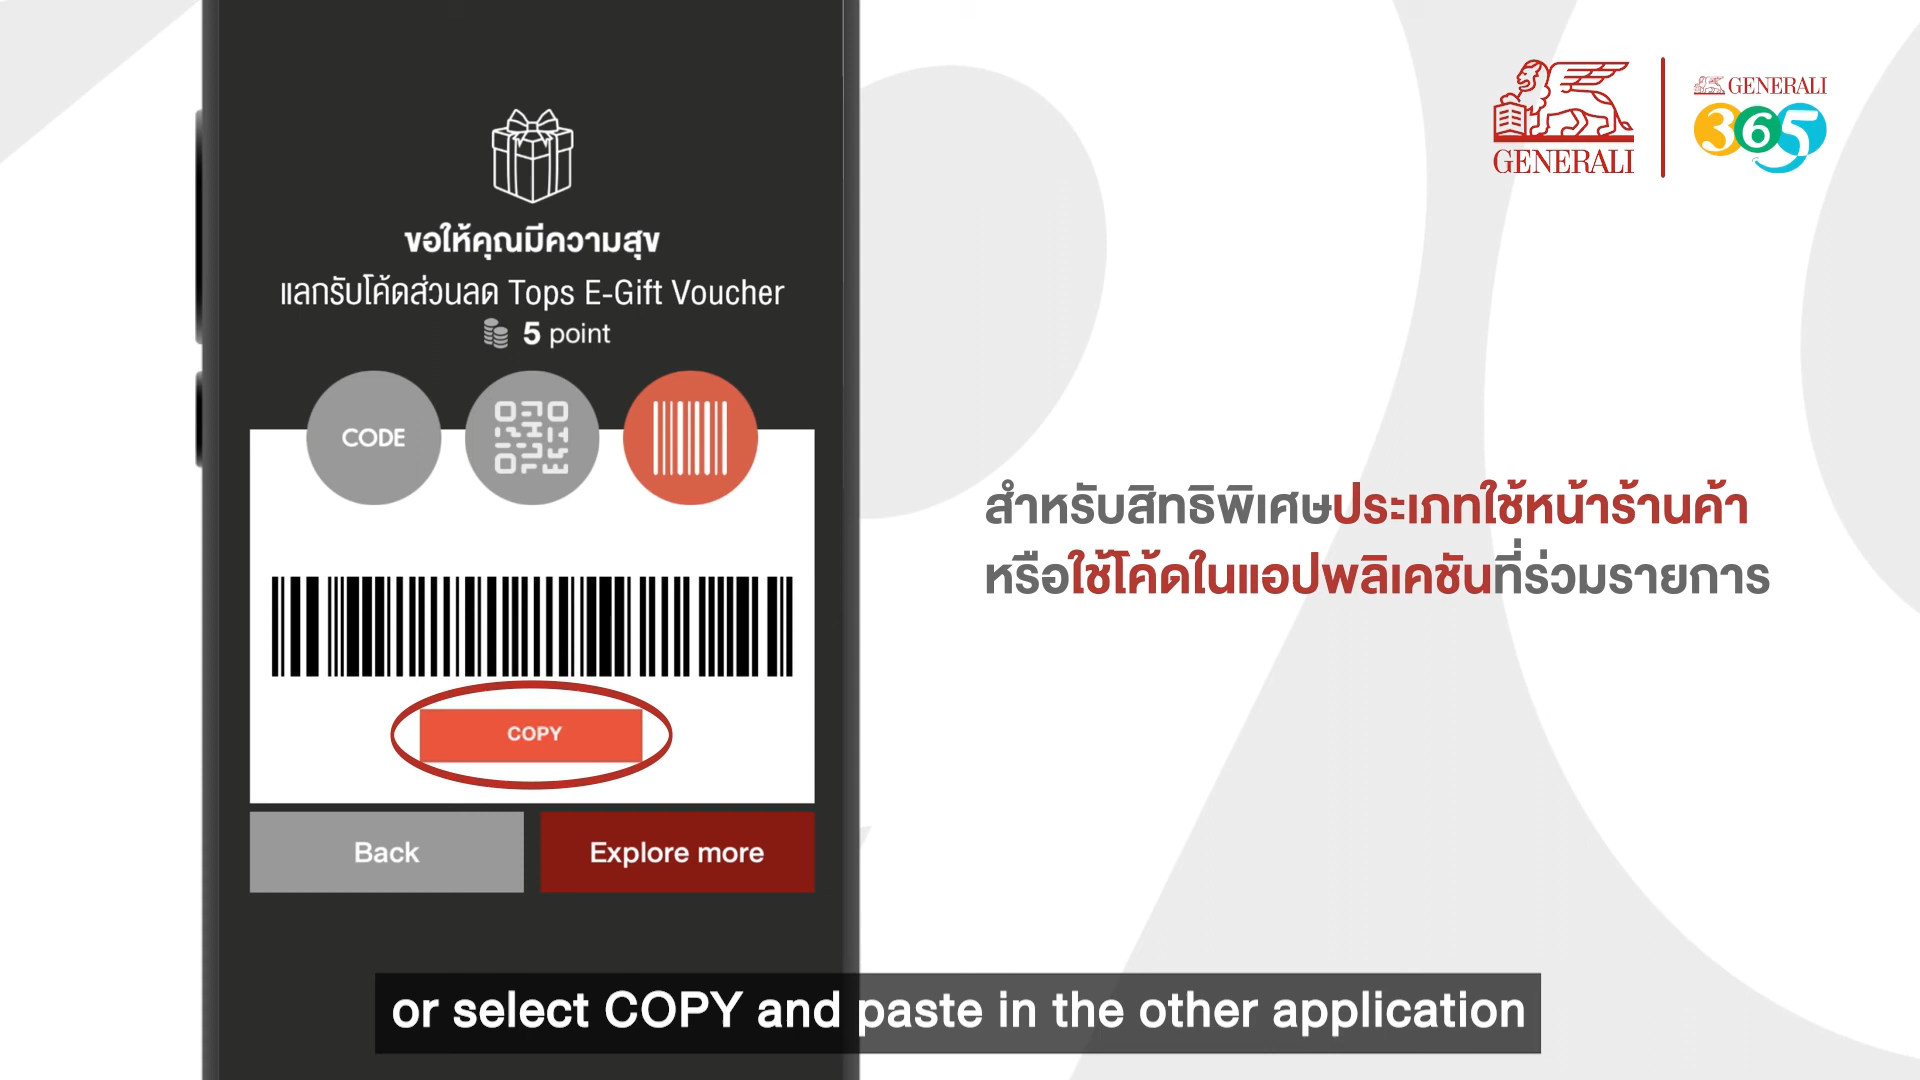 GENERALI
GENERALI
365
ขอให้คุณมีความสุข
แลกรับโค้ดส่วนลด Tops E-Gift Voucher
5 point
CODE
สำหรับสิทธิพิเศษประเภทใช้หน้าร้านค้า
หรือใช้โค้ดในแอปพลิเคชันที่ร่วมรายการ
COPY
Back
Explore more
or select COPY and paste in the other application